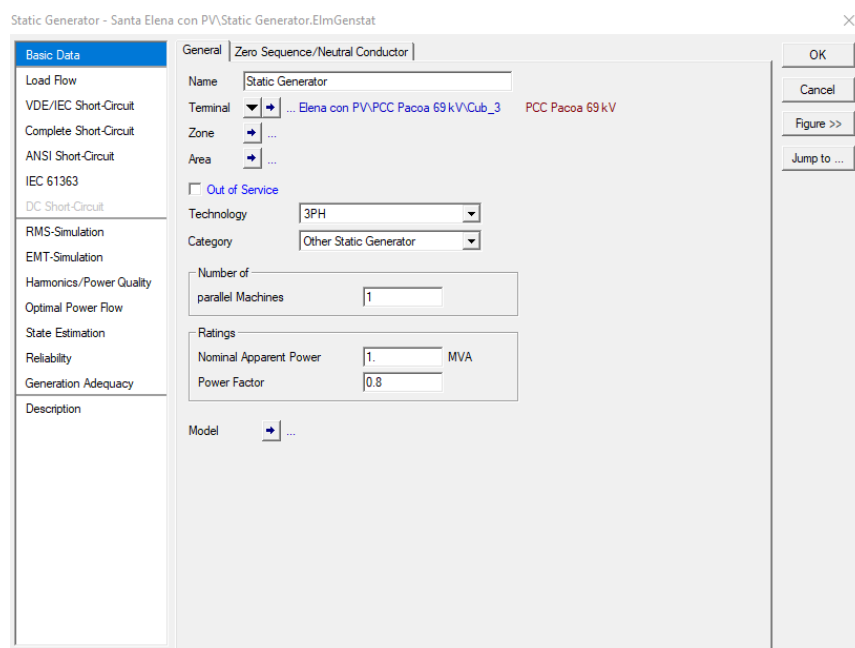 Static Generator - Santa Elena con PV\Static Generator.ElmGenstat
Basic Data
Load Flow
VDE/IEC Short-Circuit
Complete Short-Circuit
ANSI Short-Circuit
IEC 61363
DC Short-Circuit
RMS-Simulation
EMT-Simulation
Harmonics/Power Quality
Optimal Power Flow
State Estimation
Reliability
Generation Adequacy
Description
General Zero Sequence/Neutral Conductor
Name Static Generator
Terminal ... Elena con PV\PCC Pacoa 69 kV\Cub_3 PCC Pacoa 69 kV
Zone ...
Area ...
Out of Service
Technology 3PH
Category Other Static Generator
Number of
parallel Machines 1
Ratings
Nominal Apparent Power 1. MVA
Power Factor 0.8
Model ...
OK
Cancel
Figure >>
Jump to ...